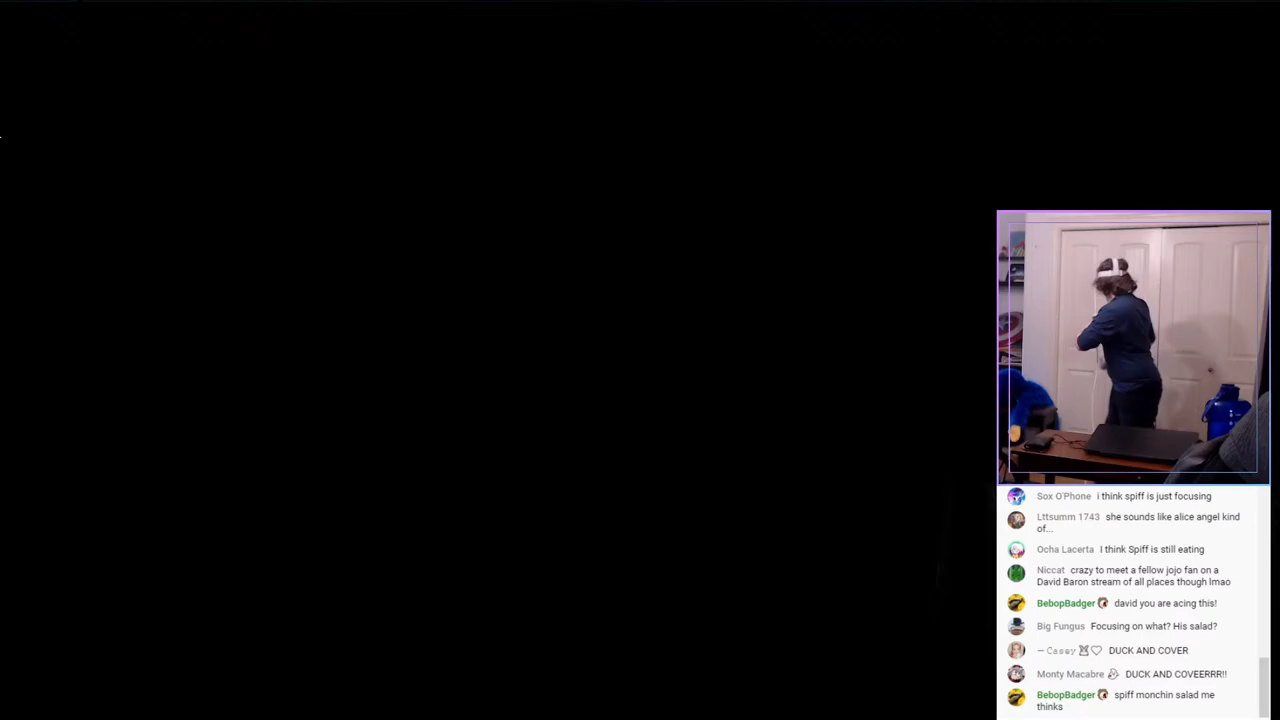 Sox O'Phone i think spiff is just focusing
Lttsumm 1743 she sounds like alice angel kind
of...
Ocha Lacerta I think Spiff is still eating
Niccat crazy to meet a fellow jojo fan on a
David Baron stream of all places though lmao
BebopBadger david you are acing this!
Big Fungus Focusing on what? His salad?
— Casey DUCK AND COVER
Monty Macabre DUCK AND COVEERRR!!
BebopBadger spiff monchin salad me
thinks